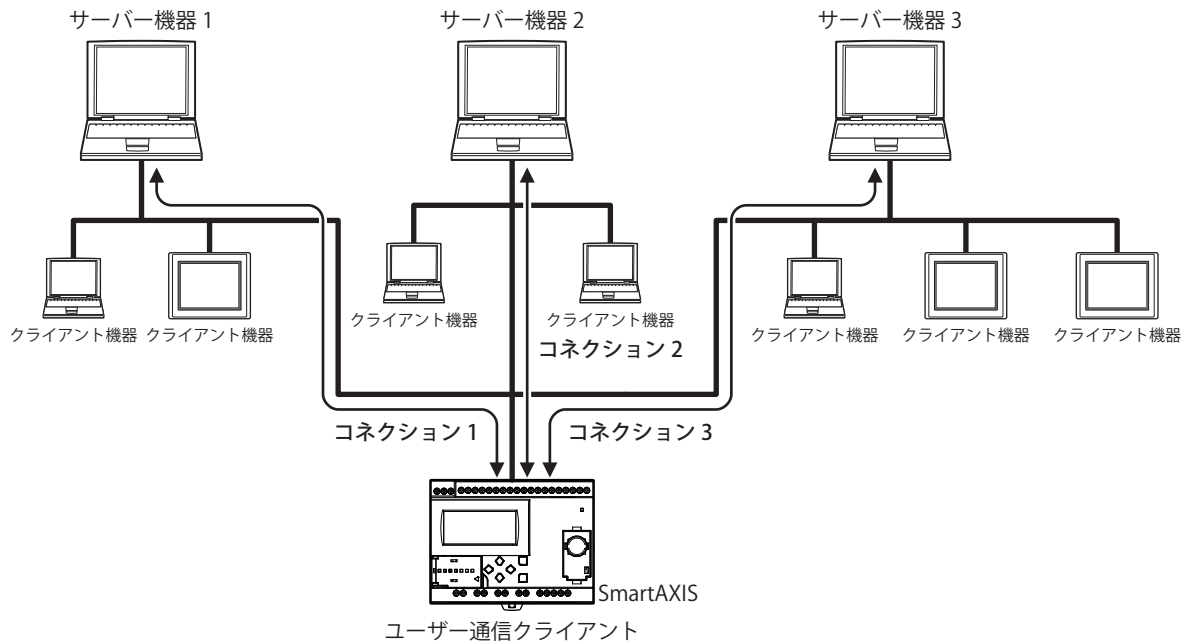 サーバー機器 1
サーバー機器 2
サーバー機器 3
クライアント機器
クライアント機器
クライアント機器
クライアント機器
クライアント機器
クライアント機器
クライアント機器
コネクション 2
コネクション 1
コネクション 3
SmartAXIS
ユーザー通信クライアント